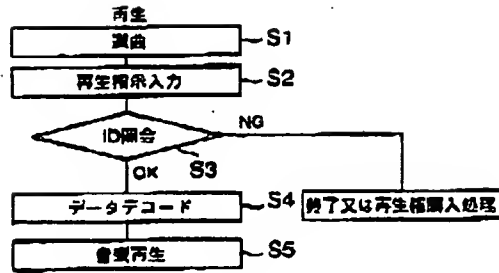 再生
選曲 S1
再生指示入力 S2
ID照会 NG
OK S3
データデコード S4
終了又は再生権購入処理
音楽再生 S5